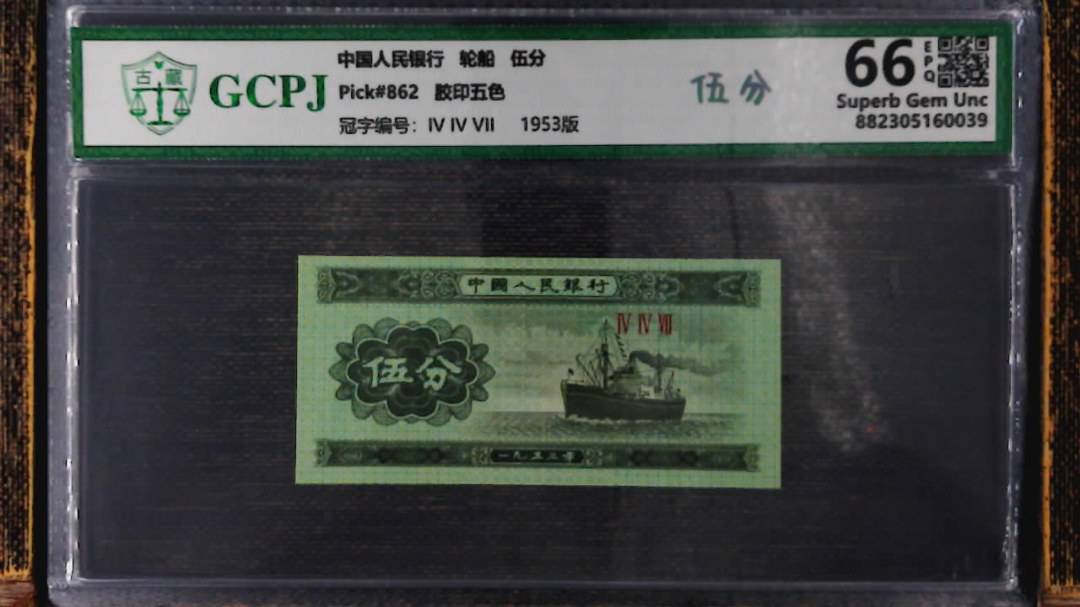 中国人民银行 轮船 伍分
Pick#862 胶印五色
冠字编号: IV IV VII 1953版
古藏
GCPJ
伍分
66 EPQ
Superb Gem Unc
882305160039
中國人民銀行
IV IV VII
伍分
一九五三年